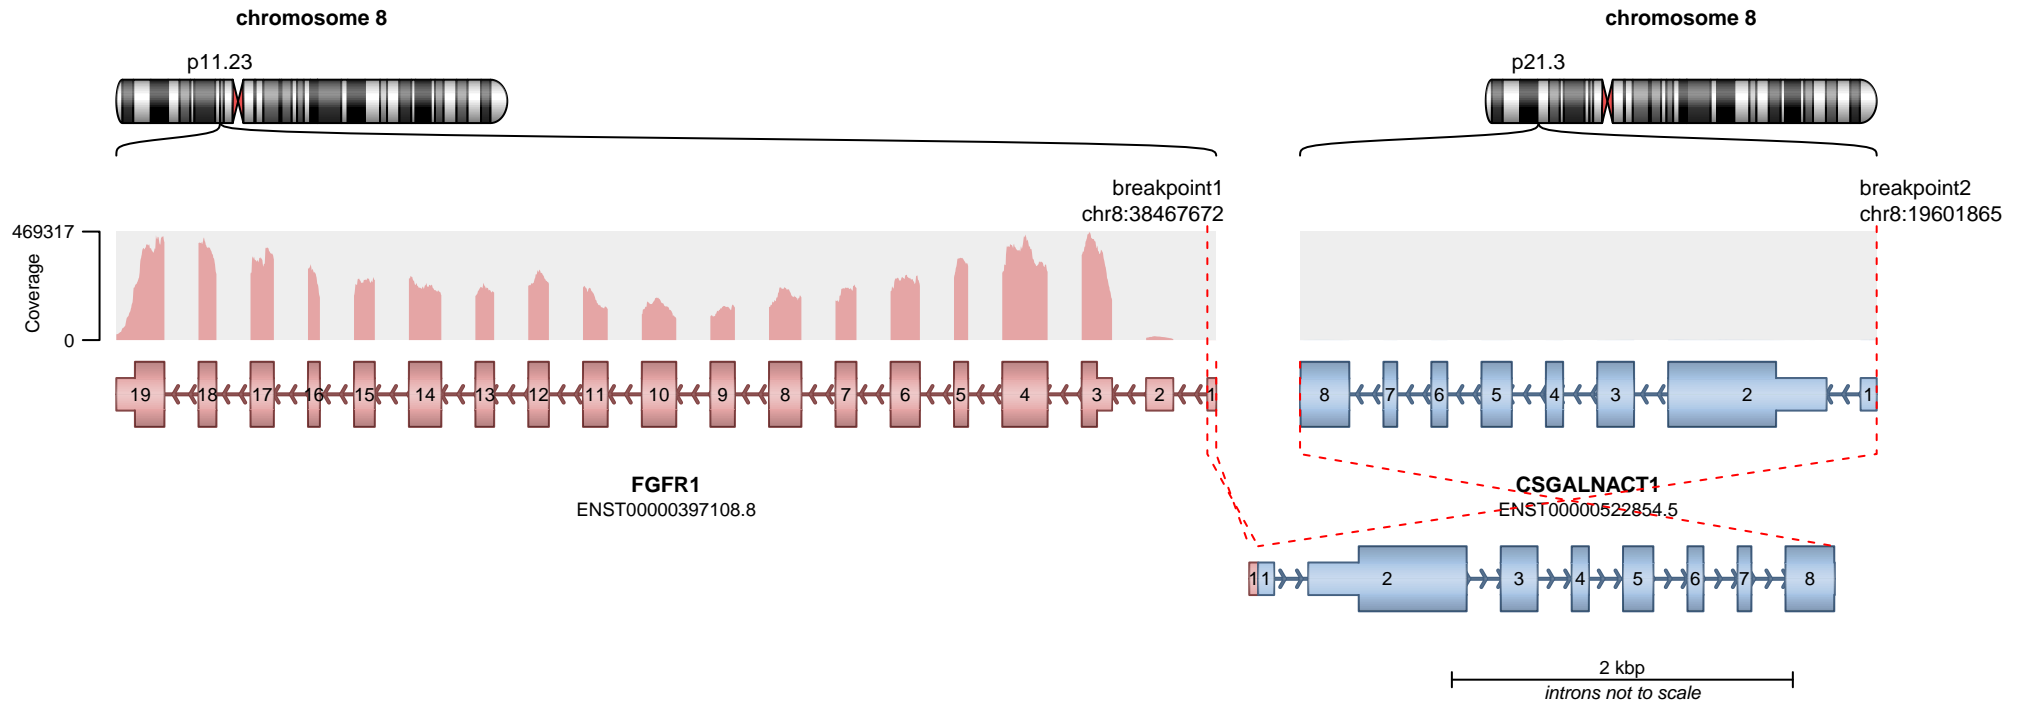 chromosome 8
chromosome 8
p11.23
p21.3
breakpoint1
chr8:38467672
breakpoint2
chr8:19601865
469317
Coverage
0
19 18 17 16 15 14 13 12 11 10 9 8 7 6 5 4 3 2 1
8 7 6 5 4 3 2 1
FGFR1
ENST00000397108.8
CSGALNACT1
ENST00000522854.5
1 1 2 3 4 5 6 7 8
2 kbp
introns not to scale